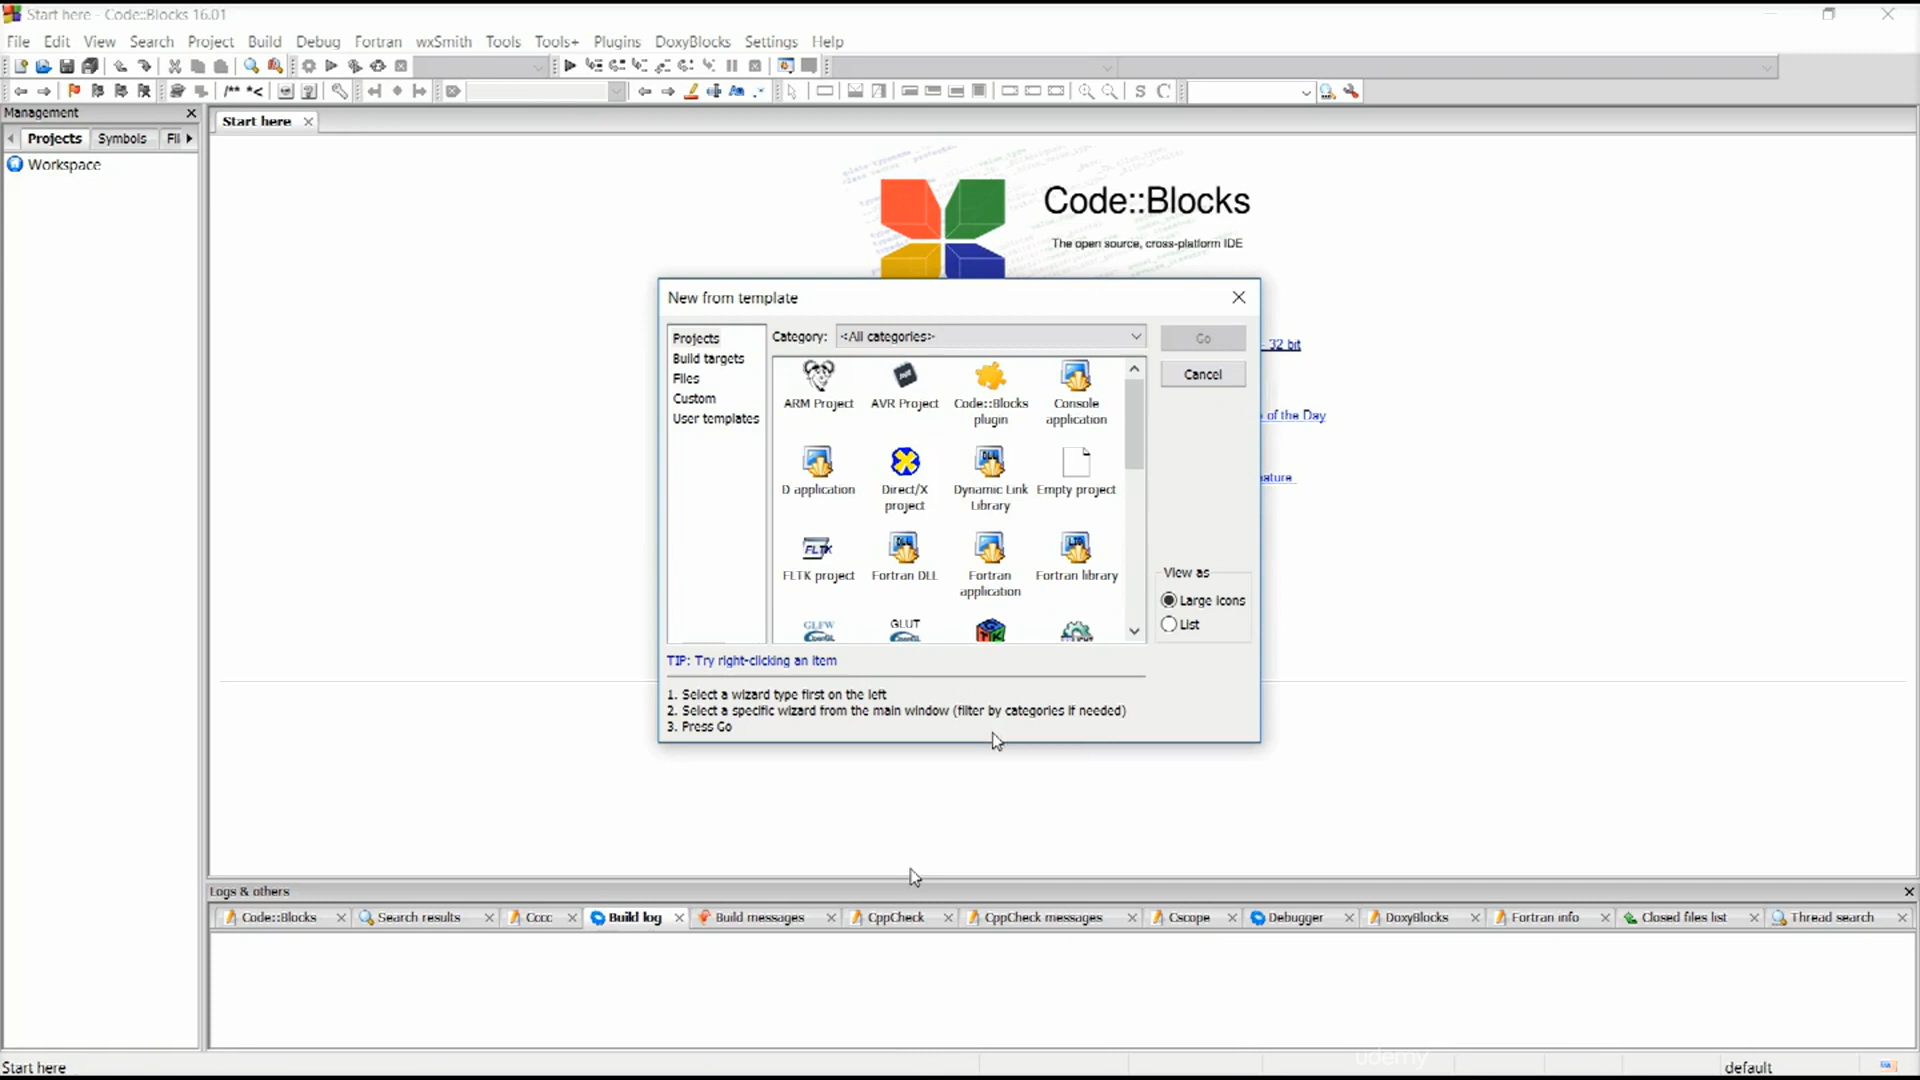 Start here - Code::Blocks 16.01
File Edit View Search Project Build Debug Fortran wxSmith Tools Tools+ Plugins DoxyBlocks Settings Help
/** *<
S C
Management
Projects Symbols Fil
Workspace
Start here
Code::Blocks
The open source, cross-platform IDE
- 32 bit
of the Day
ature
New from template
Projects
Build targets
Files
Custom
User templates
Category: <All categories>
Go
Cancel
ARM Project
AVR Project
Code::Blocks plugin
Console application
D application
Direct/X project
Dynamic Link Library
Empty project
FLTK project
Fortran DLL
Fortran application
Fortran library
GLFW
GLUT
View as
Large icons
List
TIP: Try right-clicking an item
1. Select a wizard type first on the left
2. Select a specific wizard from the main window (filter by categories if needed)
3. Press Go
Logs & others
Code::Blocks Search results Cccc Build log Build messages CppCheck CppCheck messages Cscope Debugger DoxyBlocks Fortran info Closed files list Thread search
udemy
Start here
default